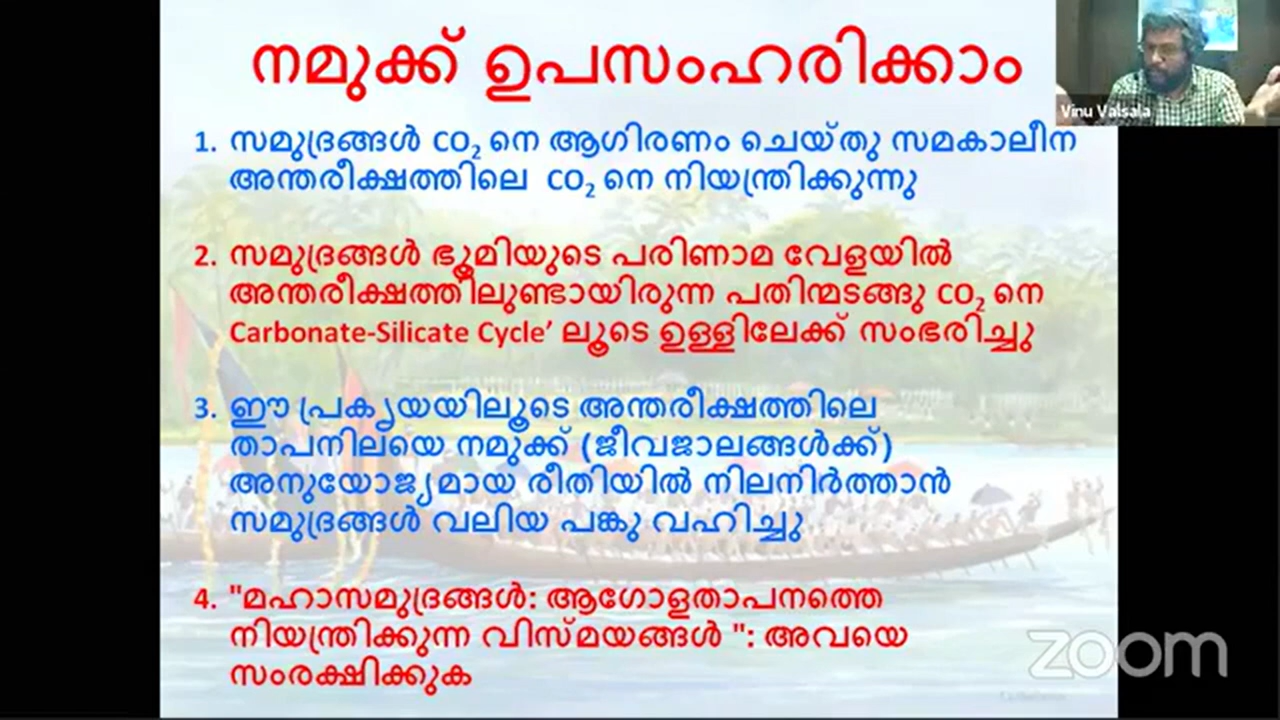 നമുക്ക് ഉപസംഹരിക്കാം
Vinu Valsala
1. സമുദ്രങ്ങൾ CO₂ നെ ആഗിരണം ചെയ്തു സമകാലീന
അന്തരീക്ഷത്തിലെ CO₂ നെ നിയന്ത്രിക്കുന്നു
2. സമുദ്രങ്ങൾ ഭൂമിയുടെ പരിണാമ വേളയിൽ
അന്തരീക്ഷത്തിലുണ്ടായിരുന്ന പതിന്മടങ്ങു CO₂ നെ
Carbonate-Silicate Cycle’ ലൂടെ ഉള്ളിലേക്ക് സംഭരിച്ചു
3. ഈ പ്രകൃയയിലൂടെ അന്തരീക്ഷത്തിലെ
താപനിലയെ നമുക്ക് (ജീവജാലങ്ങൾക്ക്)
അനുയോജ്യമായ രീതിയിൽ നിലനിർത്താൻ
സമുദ്രങ്ങൾ വലിയ പങ്കു വഹിച്ചു
4. "മഹാസമുദ്രങ്ങൾ: ആഗോളതാപനത്തെ
നിയന്ത്രിക്കുന്ന വിസ്മയങ്ങൾ ": അവയെ
സംരക്ഷിക്കുക
zoom